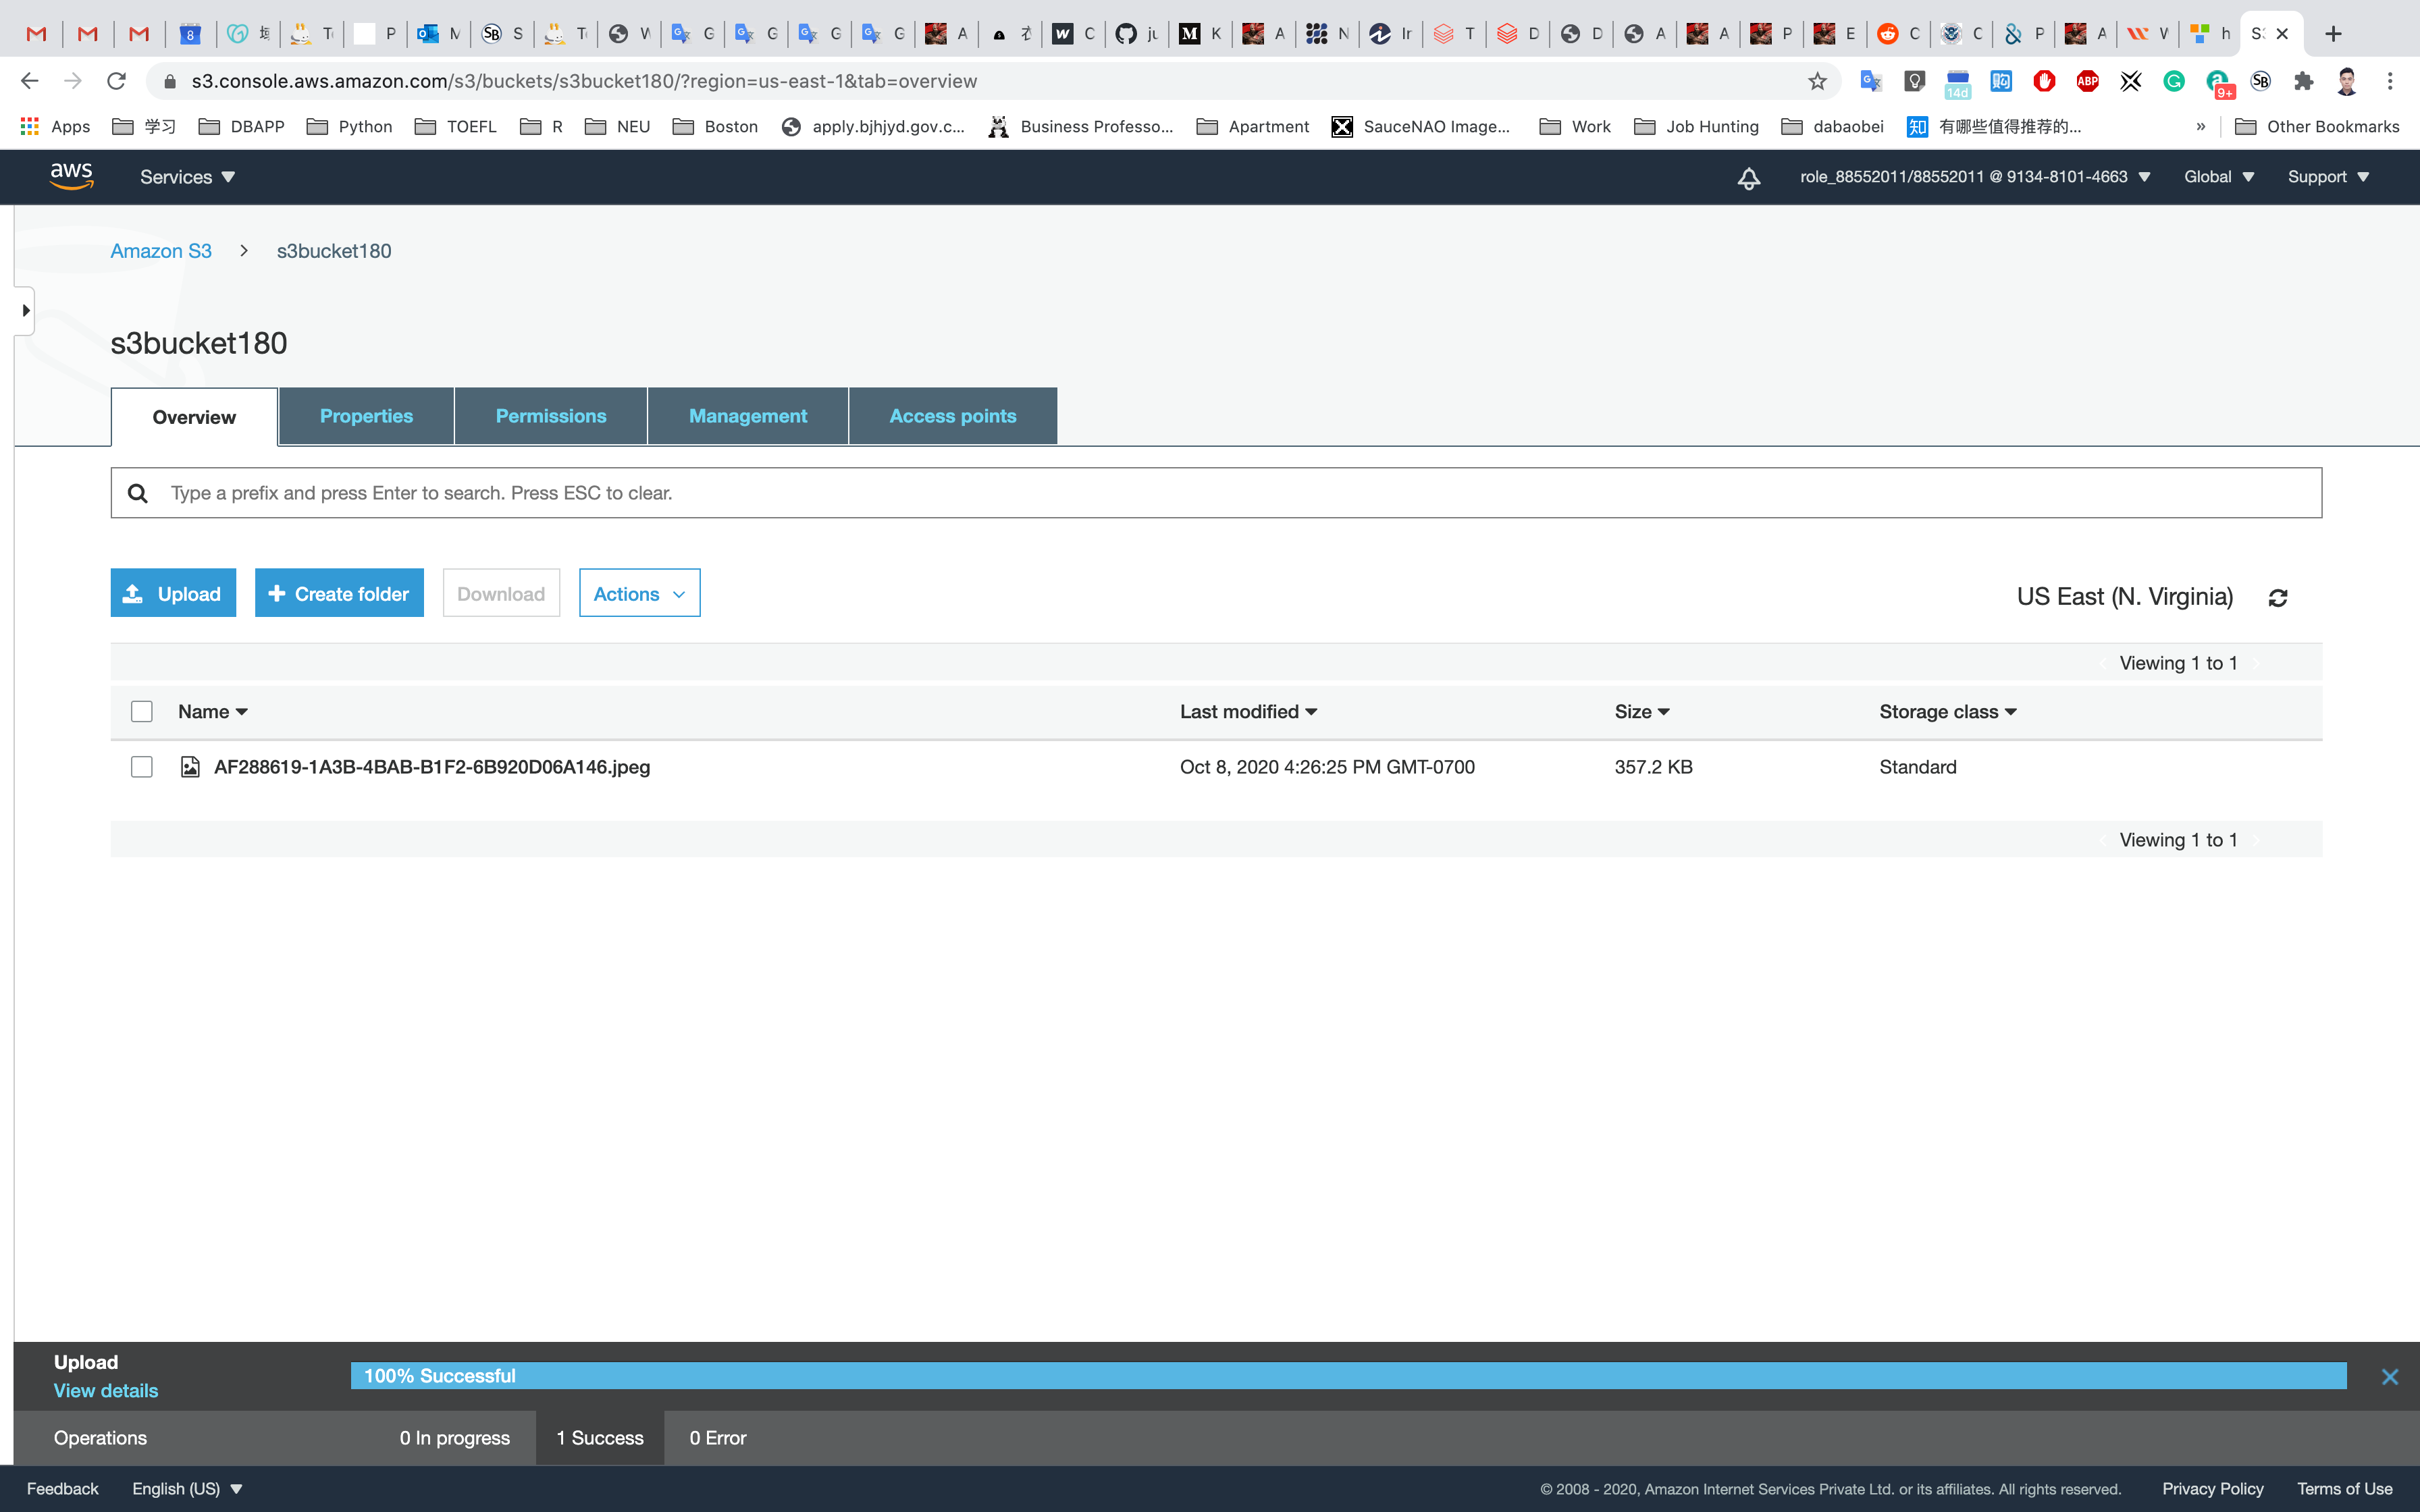 8
s3.console.aws.amazon.com/s3/buckets/s3bucket180/?region=us-east-1&tab=overview
14d
ABP
9+
Apps 学习 DBAPP Python TOEFL R NEU Boston apply.bjhjyd.gov.c... Business Professo... Apartment SauceNAO Image... Work Job Hunting dabaobei 知 有哪些值得推荐的... » Other Bookmarks
aws Services role_88552011/88552011 @ 9134-8101-4663 Global Support
Amazon S3 > s3bucket180
s3bucket180
Overview Properties Permissions Management Access points
Type a prefix and press Enter to search. Press ESC to clear.
Upload + Create folder Download Actions US East (N. Virginia)
Viewing 1 to 1
Name Last modified Size Storage class
AF288619-1A3B-4BAB-B1F2-6B920D06A146.jpeg Oct 8, 2020 4:26:25 PM GMT-0700 357.2 KB Standard
Viewing 1 to 1
Upload
100% Successful
View details
Operations 0 In progress 1 Success 0 Error
Feedback English (US) © 2008 - 2020, Amazon Internet Services Private Ltd. or its affiliates. All rights reserved. Privacy Policy Terms of Use